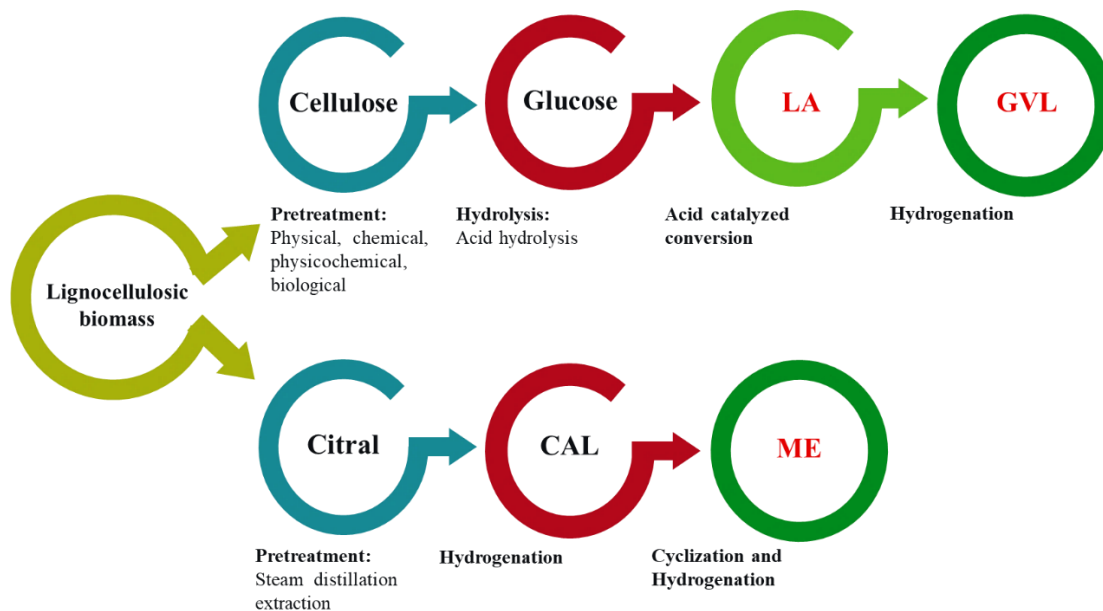 Cellulose
Glucose
LA
GVL
Pretreatment:
Physical, chemical,
physicochemical,
biological
Hydrolysis:
Acid hydrolysis
Acid catalyzed
conversion
Hydrogenation
Lignocellulosic
biomass
Citral
CAL
ME
Pretreatment:
Steam distillation
extraction
Hydrogenation
Cyclization and
Hydrogenation